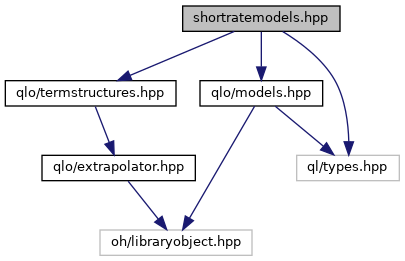 shortratemodels.hpp
qlo/termstructures.hpp
qlo/models.hpp
qlo/extrapolator.hpp
ql/types.hpp
oh/libraryobject.hpp